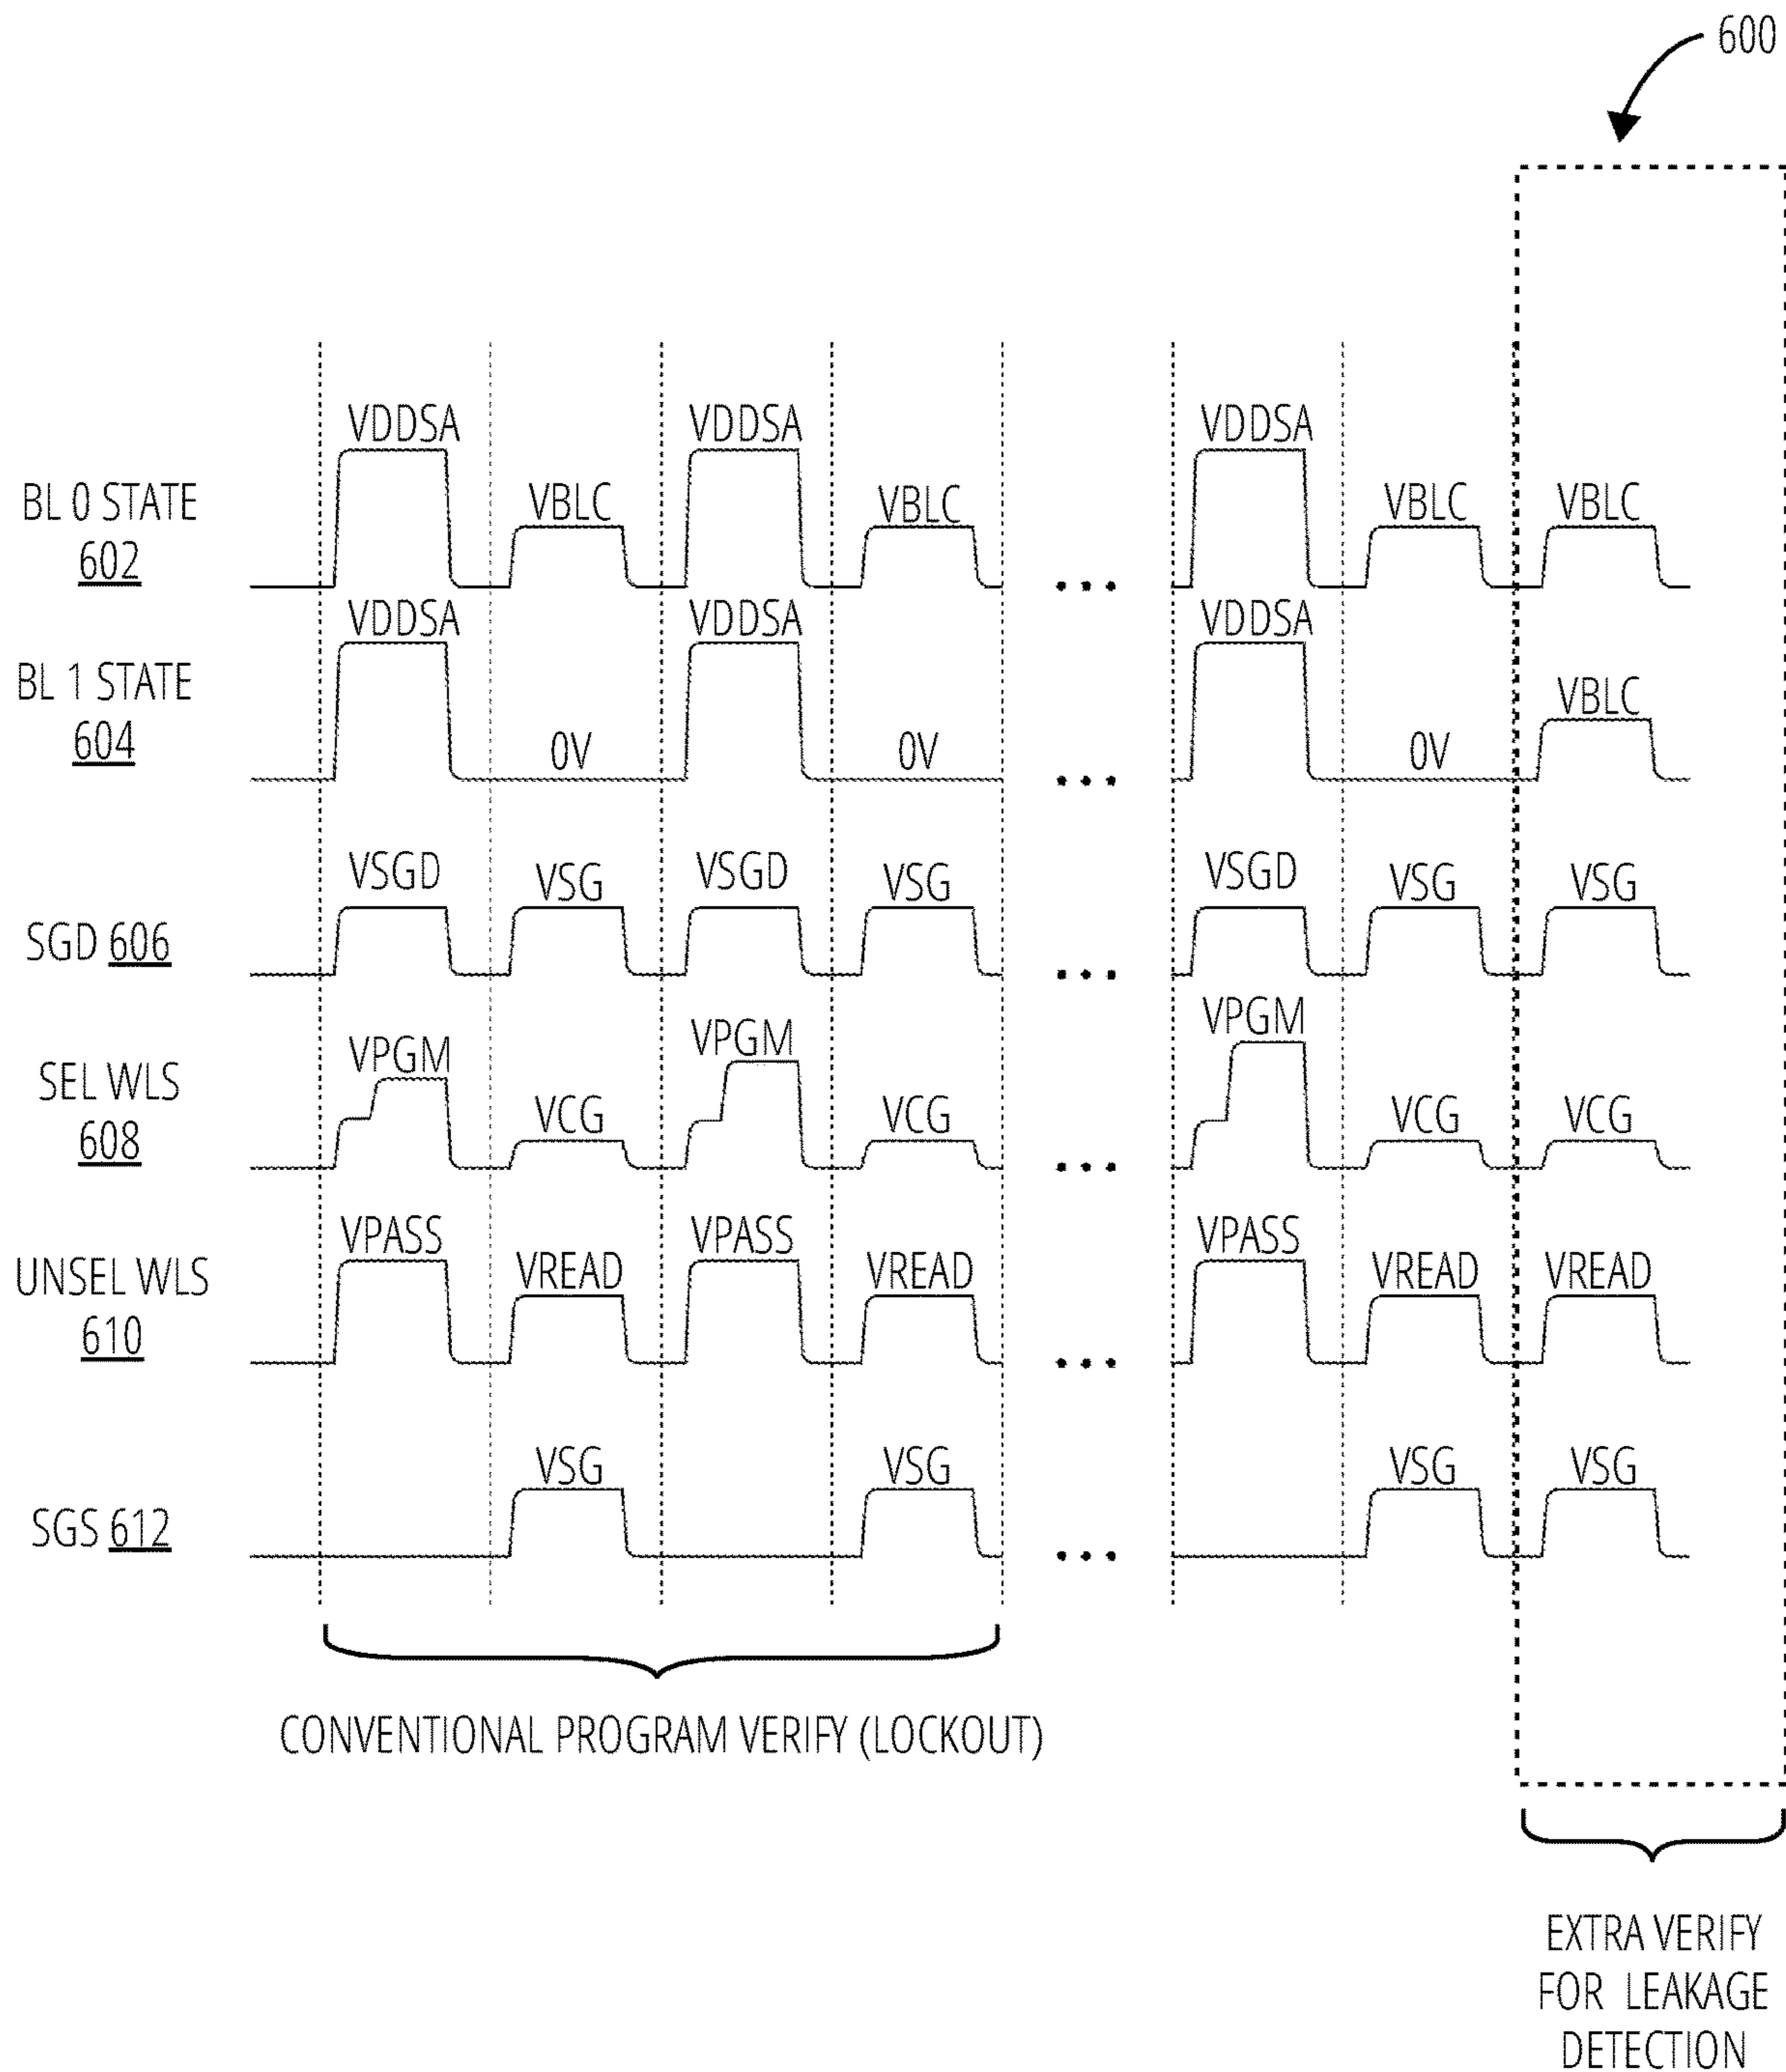 600
VDDSA VDDSA VDDSA
BL 0 STATE VBLC VBLC VBLC VBLC
602
VDDSA VDDSA VDDSA
BL 1 STATE VBLC
604 0V 0V 0V
VSGD VSG VSGD VSG VSGD VSG VSG
SGD 606
VPGM VPGM VPGM
SEL WLS VCG VCG VCG VCG
608
VPASS VPASS VPASS
UNSEL WLS VREAD VREAD VREAD VREAD
610
VSG VSG VSG VSG
SGS 612
CONVENTIONAL PROGRAM VERIFY (LOCKOUT)
EXTRA VERIFY
FOR LEAKAGE
DETECTION